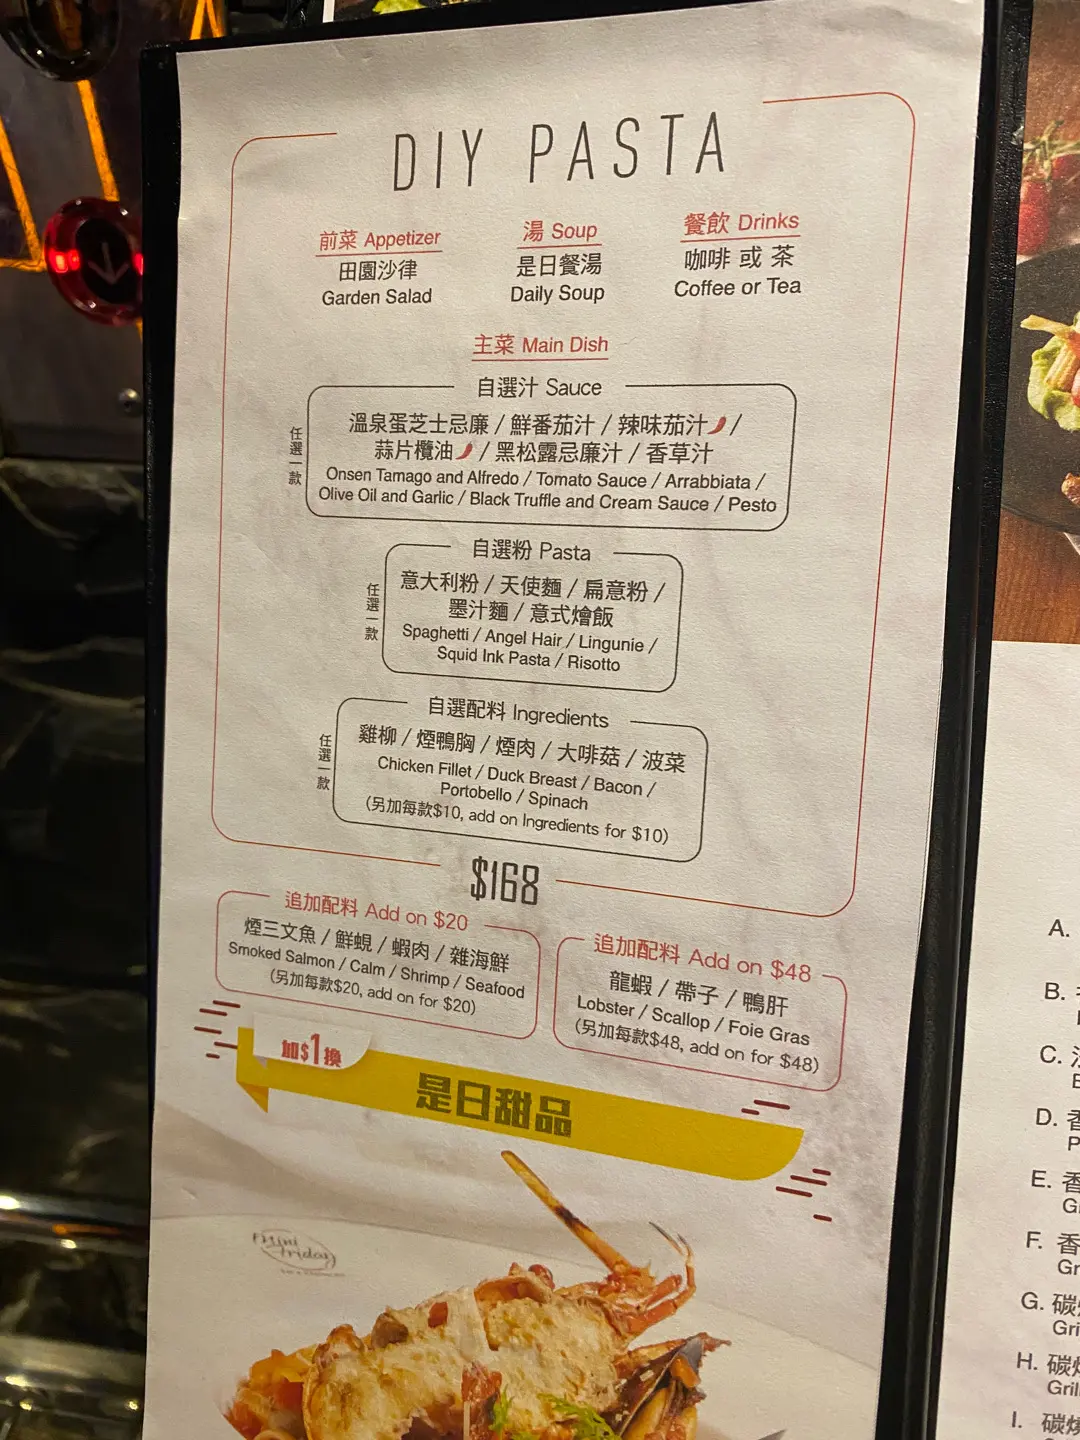 DIY PASTA
前菜 Appetizer
田園沙律
Garden Salad
湯 Soup
是日餐湯
Daily Soup
餐飲 Drinks
咖啡 或 茶
Coffee or Tea
主菜 Main Dish
自選汁 Sauce
任選一款
溫泉蛋芝士忌廉 / 鮮番茄汁 / 辣味茄汁 /
蒜片欖油 / 黑松露忌廉汁 / 香草汁
Onsen Tamago and Alfredo / Tomato Sauce / Arrabbiata /
Olive Oil and Garlic / Black Truffle and Cream Sauce / Pesto
自選粉 Pasta
任選一款
意大利粉 / 天使麵 / 扁意粉 /
墨汁麵 / 意式燴飯
Spaghetti / Angel Hair / Lingunie /
Squid Ink Pasta / Risotto
自選配料 Ingredients
任選一款
雞柳 / 煙鴨胸 / 煙肉 / 大啡菇 / 波菜
Chicken Fillet / Duck Breast / Bacon /
Portobello / Spinach
(另加每款$10, add on Ingredients for $10)
$168
追加配料 Add on $20
煙三文魚 / 鮮蜆 / 蝦肉 / 雜海鮮
Smoked Salmon / Calm / Shrimp / Seafood
(另加每款$20, add on for $20)
追加配料 Add on $48
龍蝦 / 帶子 / 鴨肝
Lobster / Scallop / Foie Gras
(另加每款$48, add on for $48)
加$1換
是日甜品
Mini
Friday
A.
B.
C.
D.
E. 香
F. 香
Gr
G. 碳
Gri
H. 碳
Gril
I. 碳